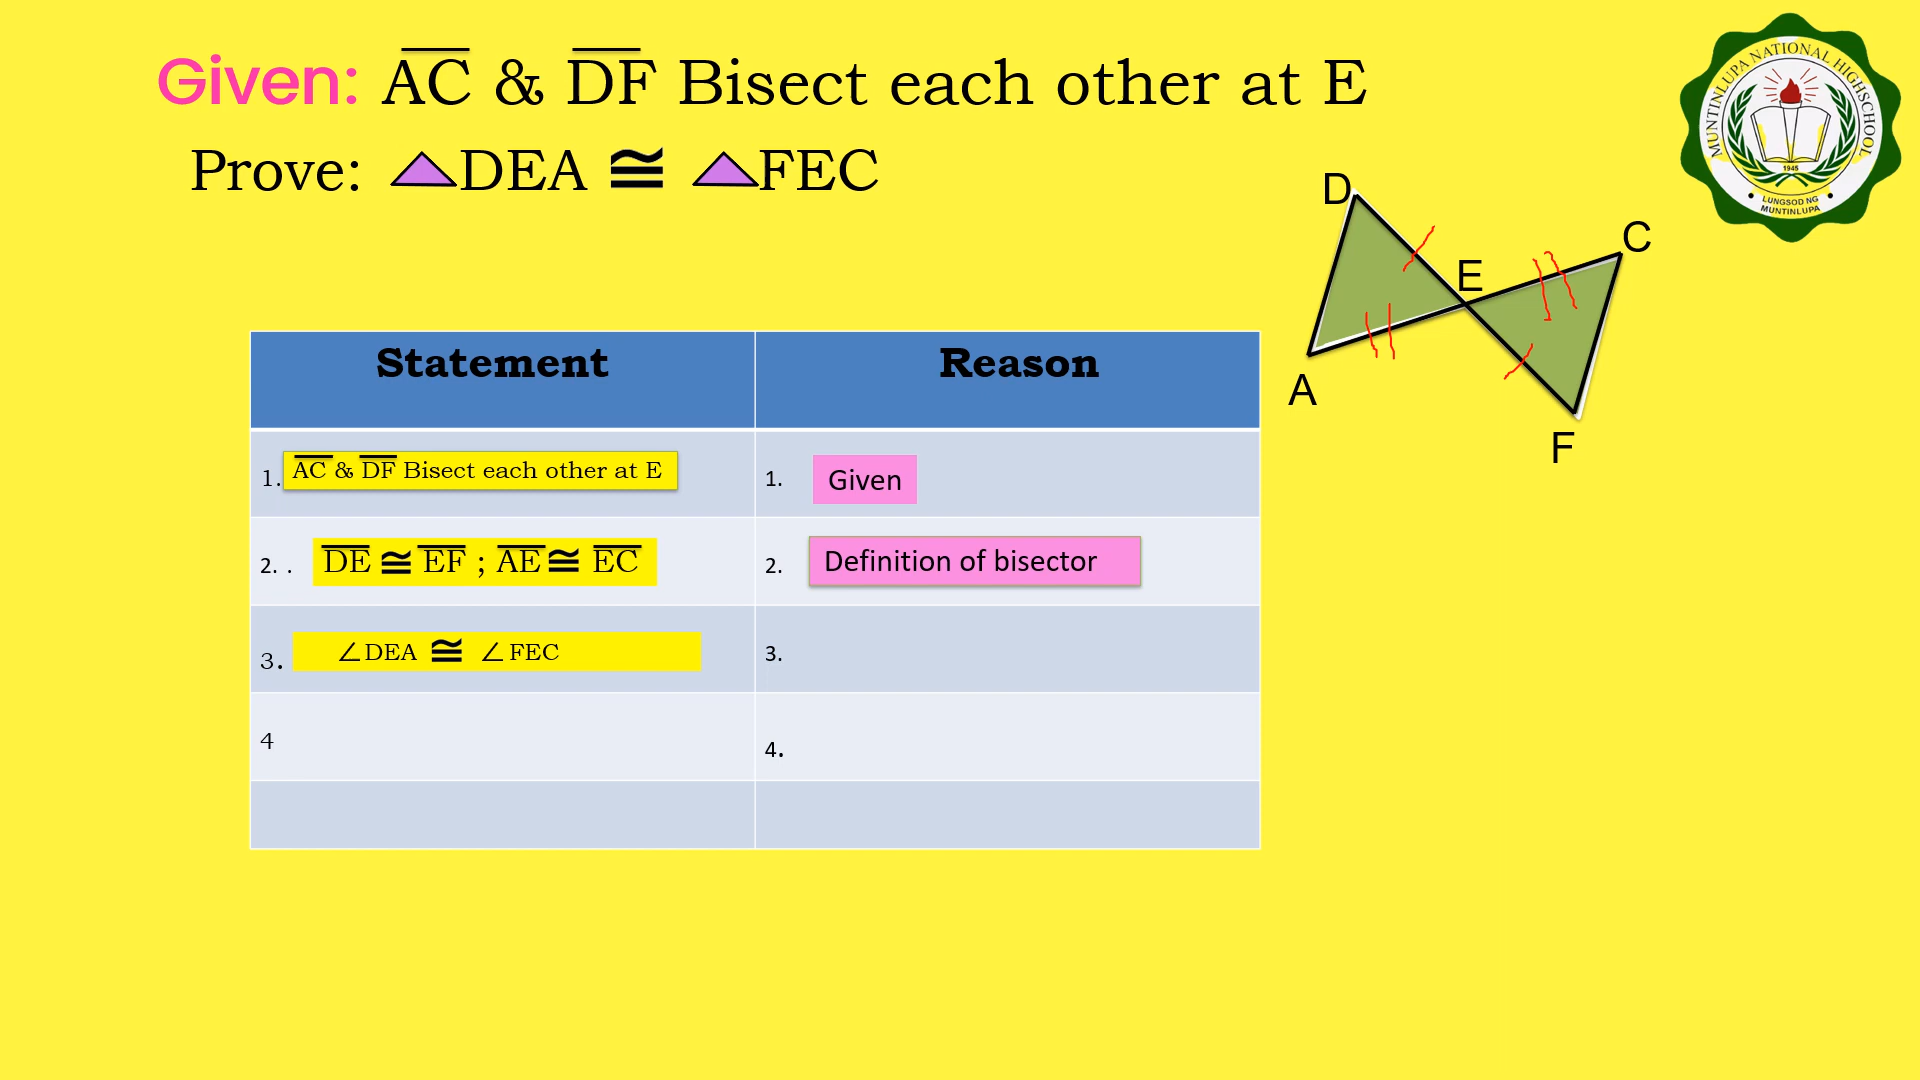 Given: AC & DF Bisect each other at E
Prove: DEA ≅ FEC
MUNTINLUPA NATIONAL HIGHSCHOOL
1945
LUNGSOD NG
MUNTINLUPA
D
C
E
A
F
Statement Reason
1. AC & DF Bisect each other at E 1. Given
2. . DE ≅ EF ; AE ≅ EC 2. Definition of bisector
3. ∠DEA ≅ ∠FEC 3.
4 4.